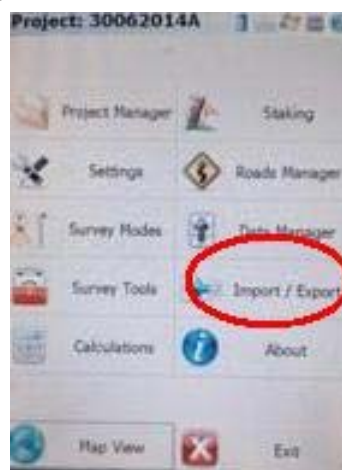 Project: 30062014A
Project Manager
Staking
Settings
Roads Manager
Survey Modes
Data Manager
Survey Tools
Import / Export
Calculations
About
Map View
Exit